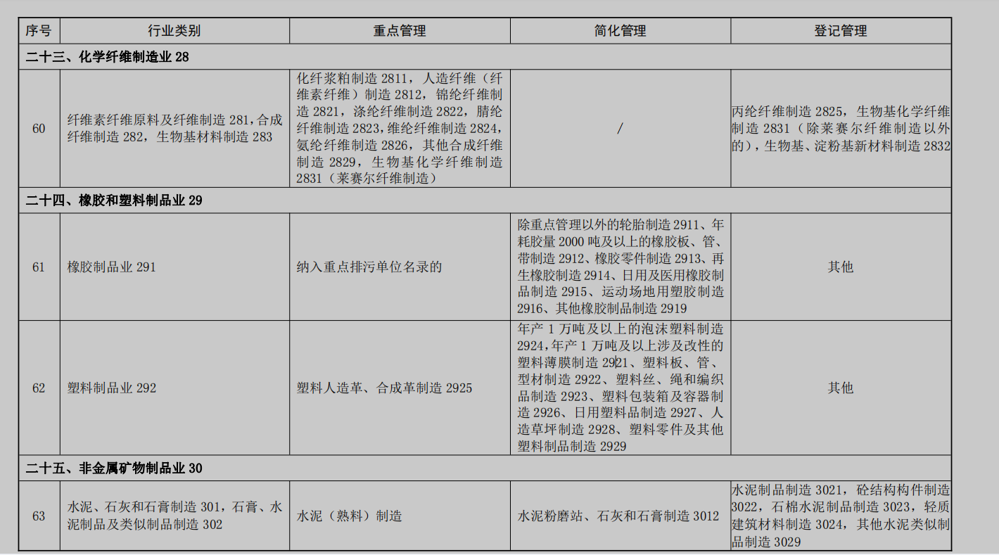 序号 行业类别 重点管理 简化管理 登记管理
二十三、化学纤维制造业 28
60
纤维素纤维原料及纤维制造 281，合成
纤维制造 282，生物基材料制造 283
化纤浆粕制造 2811，人造纤维（纤
维素纤维）制造 2812，锦纶纤维制
造 2821，涤纶纤维制造 2822，腈纶
纤维制造 2823，维纶纤维制造 2824，
氨纶纤维制造 2826，其他合成纤维
制造 2829，生物基化学纤维制造
2831（莱赛尔纤维制造）
/
丙纶纤维制造 2825，生物基化学纤维
制造 2831（除莱赛尔纤维制造以外
的），生物基、淀粉基新材料制造 2832
二十四、橡胶和塑料制品业 29
61
橡胶制品业 291
纳入重点排污单位名录的
除重点管理以外的轮胎制造 2911、年
耗胶量 2000 吨及以上的橡胶板、管、
带制造 2912、橡胶零件制造 2913、再
生橡胶制造 2914、日用及医用橡胶制
品制造 2915、运动场地用塑胶制造
2916、其他橡胶制品制造 2919
其他
62
塑料制品业 292
塑料人造革、合成革制造 2925
年产 1 万吨及以上的泡沫塑料制造
2924，年产 1 万吨及以上涉及改性的
塑料薄膜制造 2921、塑料板、管、
型材制造 2922、塑料丝、绳和编织
品制造 2923、塑料包装箱及容器制
造 2926、日用塑料品制造 2927、人
造草坪制造 2928、塑料零件及其他
塑料制品制造 2929
其他
二十五、非金属矿物制品业 30
63
水泥、石灰和石膏制造 301，石膏、水
泥制品及类似制品制造 302
水泥（熟料）制造
水泥粉磨站、石灰和石膏制造 3012
水泥制品制造 3021，砼结构构件制造
3022，石棉水泥制品制造 3023，轻质
建筑材料制造 3024，其他水泥类似制
品制造 3029